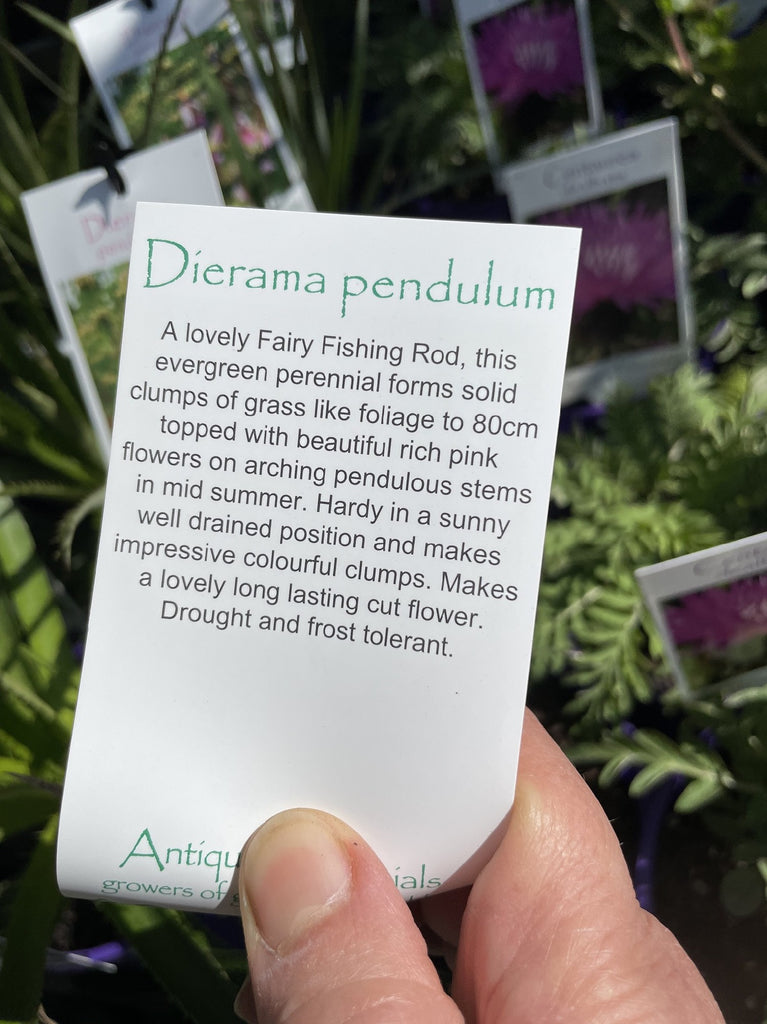 Dierama pendulum
A lovely Fairy Fishing Rod, this
evergreen perennial forms solid
clumps of grass like foliage to 80cm
topped with beautiful rich pink
flowers on arching pendulous stems
in mid summer. Hardy in a sunny
well drained position and makes
impressive colourful clumps. Makes
a lovely long lasting cut flower.
Drought and frost tolerant.
growers of